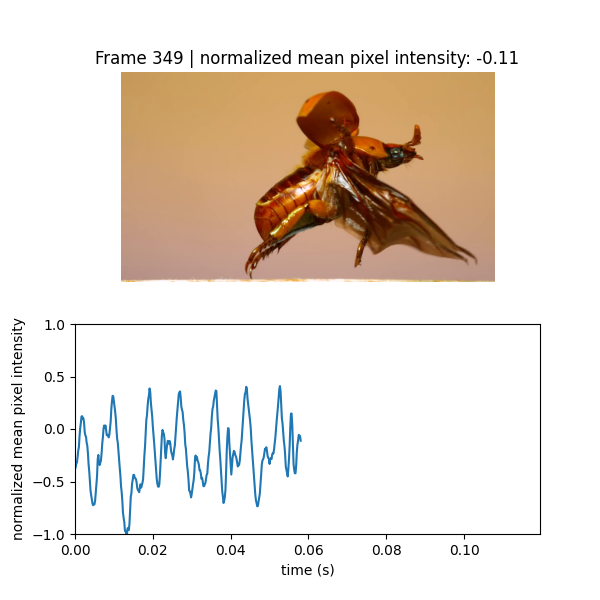 Frame 349 | normalized mean pixel intensity: -0.11
normalized mean pixel intensity
1.0
0.5
0.0
−0.5
−1.0
0.00 0.02 0.04 0.06 0.08 0.10
time (s)